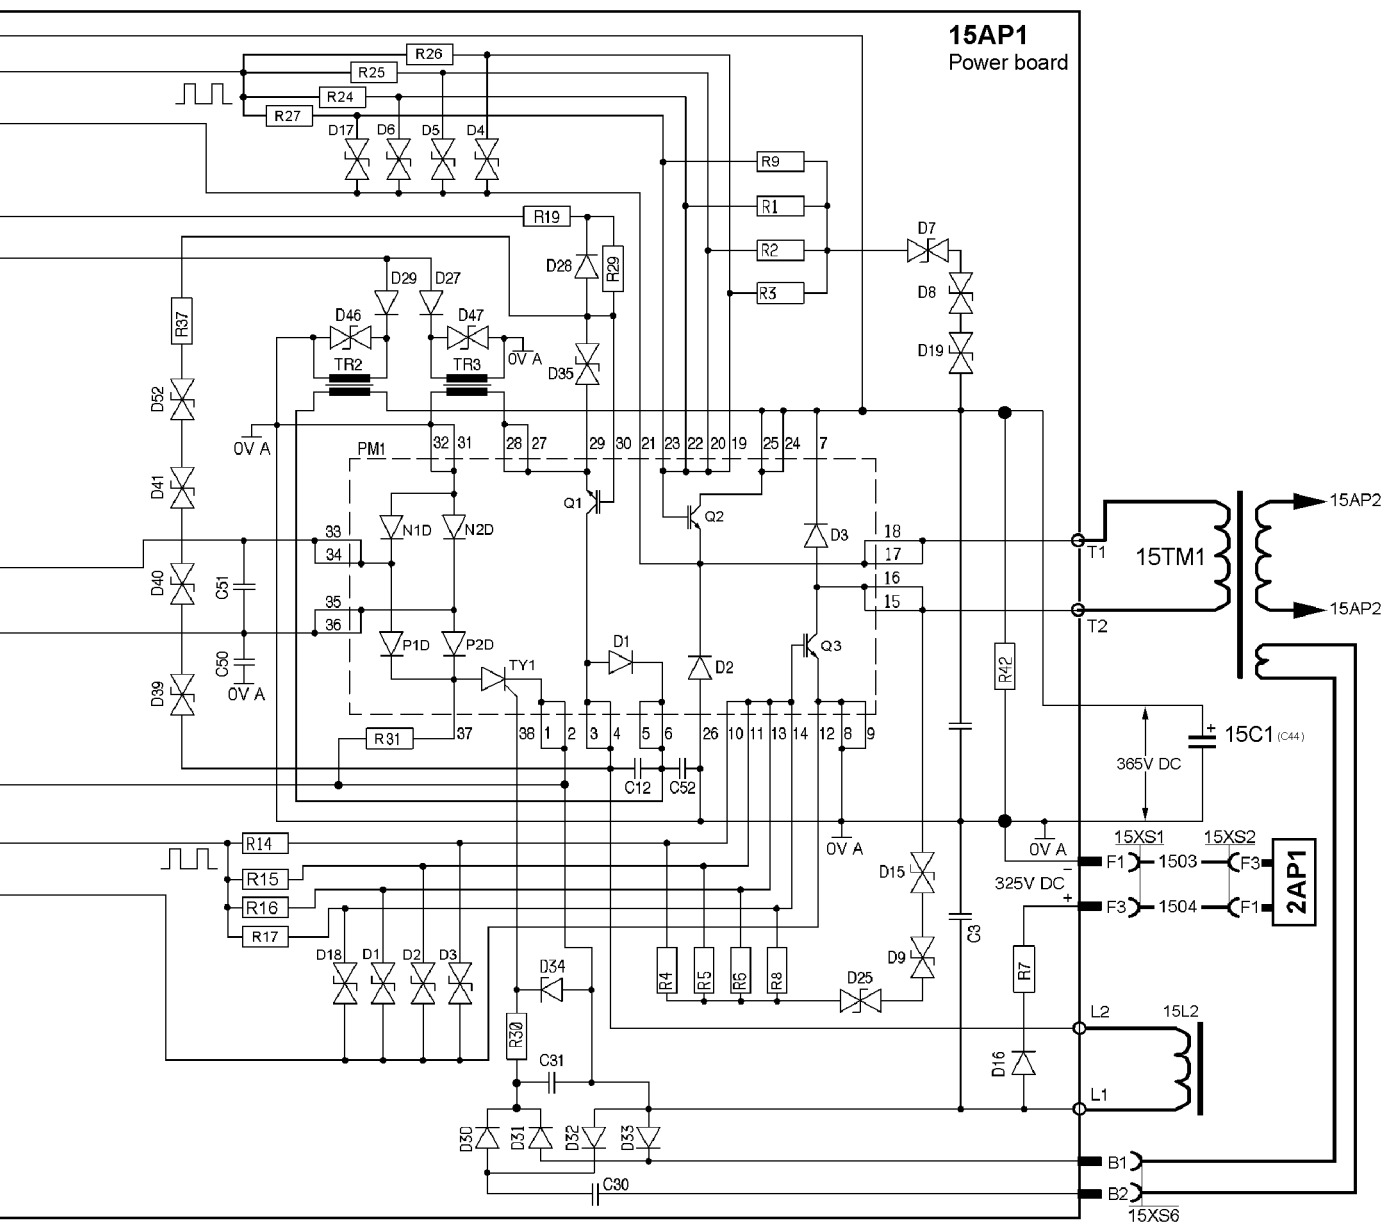 15AP1
Power board
R26
R25
R24
R27
D17 D6 D5 D4
R9
R1
R2
R3
R19
D28
R29
D7
D8
D19
D29 D27
R37
D46 D47
0V A
TR2 TR3
D35
D52
0V A
PM1
32 31 28 27 29 30 21 23 22 20 19 25 24 7
D41
Q1
Q2
N1D N2D
D3
33
34
18
17
T1
15TM1
15AP2
15AP2
D40
C51
35
36
16
15
T2
P1D P2D
TY1
D1
D2
Q3
C50
0V A
D39
R42
R31
37 38 1 2 3 4 5 6 26 10 11 13 14 12 8 9
C12 C52
365V DC
+
15C1 (C44)
0V A
0V A
15XS1 15XS2
R14
R15
R16
R17
D15
F1 1503 F3
−
325V DC
+
F3 1504 F1
2AP1
D18 D1 D2 D3
D34
R4 R5 R6 R8
D25
D9
C3
R7
R30
C31
D16
L2
15L2
L1
D30 D31 D32 D33
B1
C30
B2
15XS6